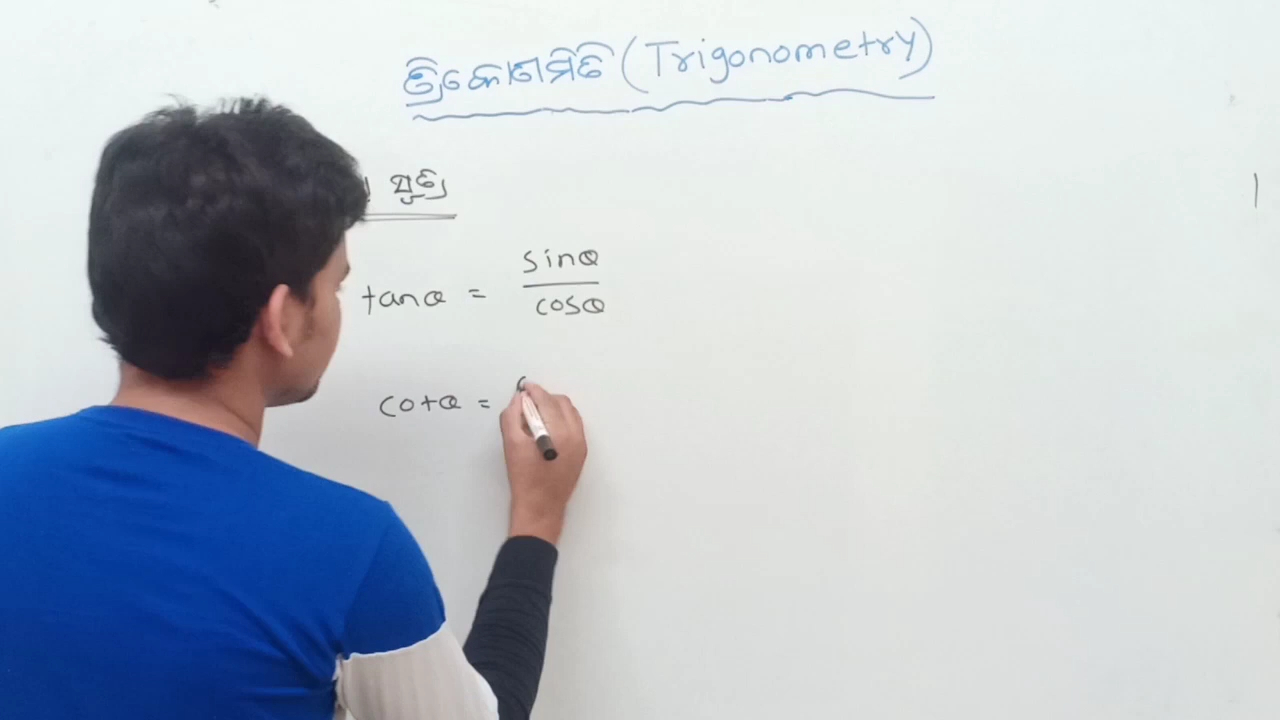 ତ୍ରିକୋଣମିତି (Trigonometry)
ସୂତ୍ର
tanθ = sinθ / cosθ
cotθ =